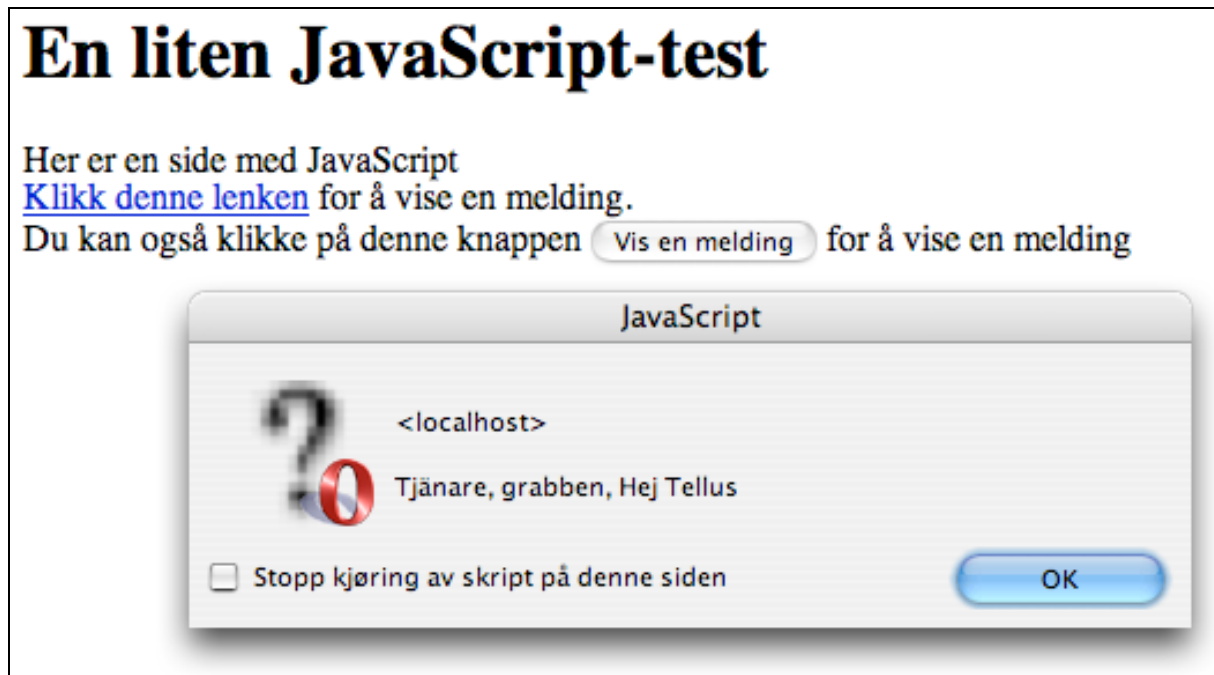 En liten JavaScript-test
Her er en side med JavaScript
Klikk denne lenken for å vise en melding.
Du kan også klikke på denne knappen Vis en melding for å vise en melding
JavaScript
<localhost>
Tjänare, grabben, Hej Tellus
Stopp kjøring av skript på denne siden
OK